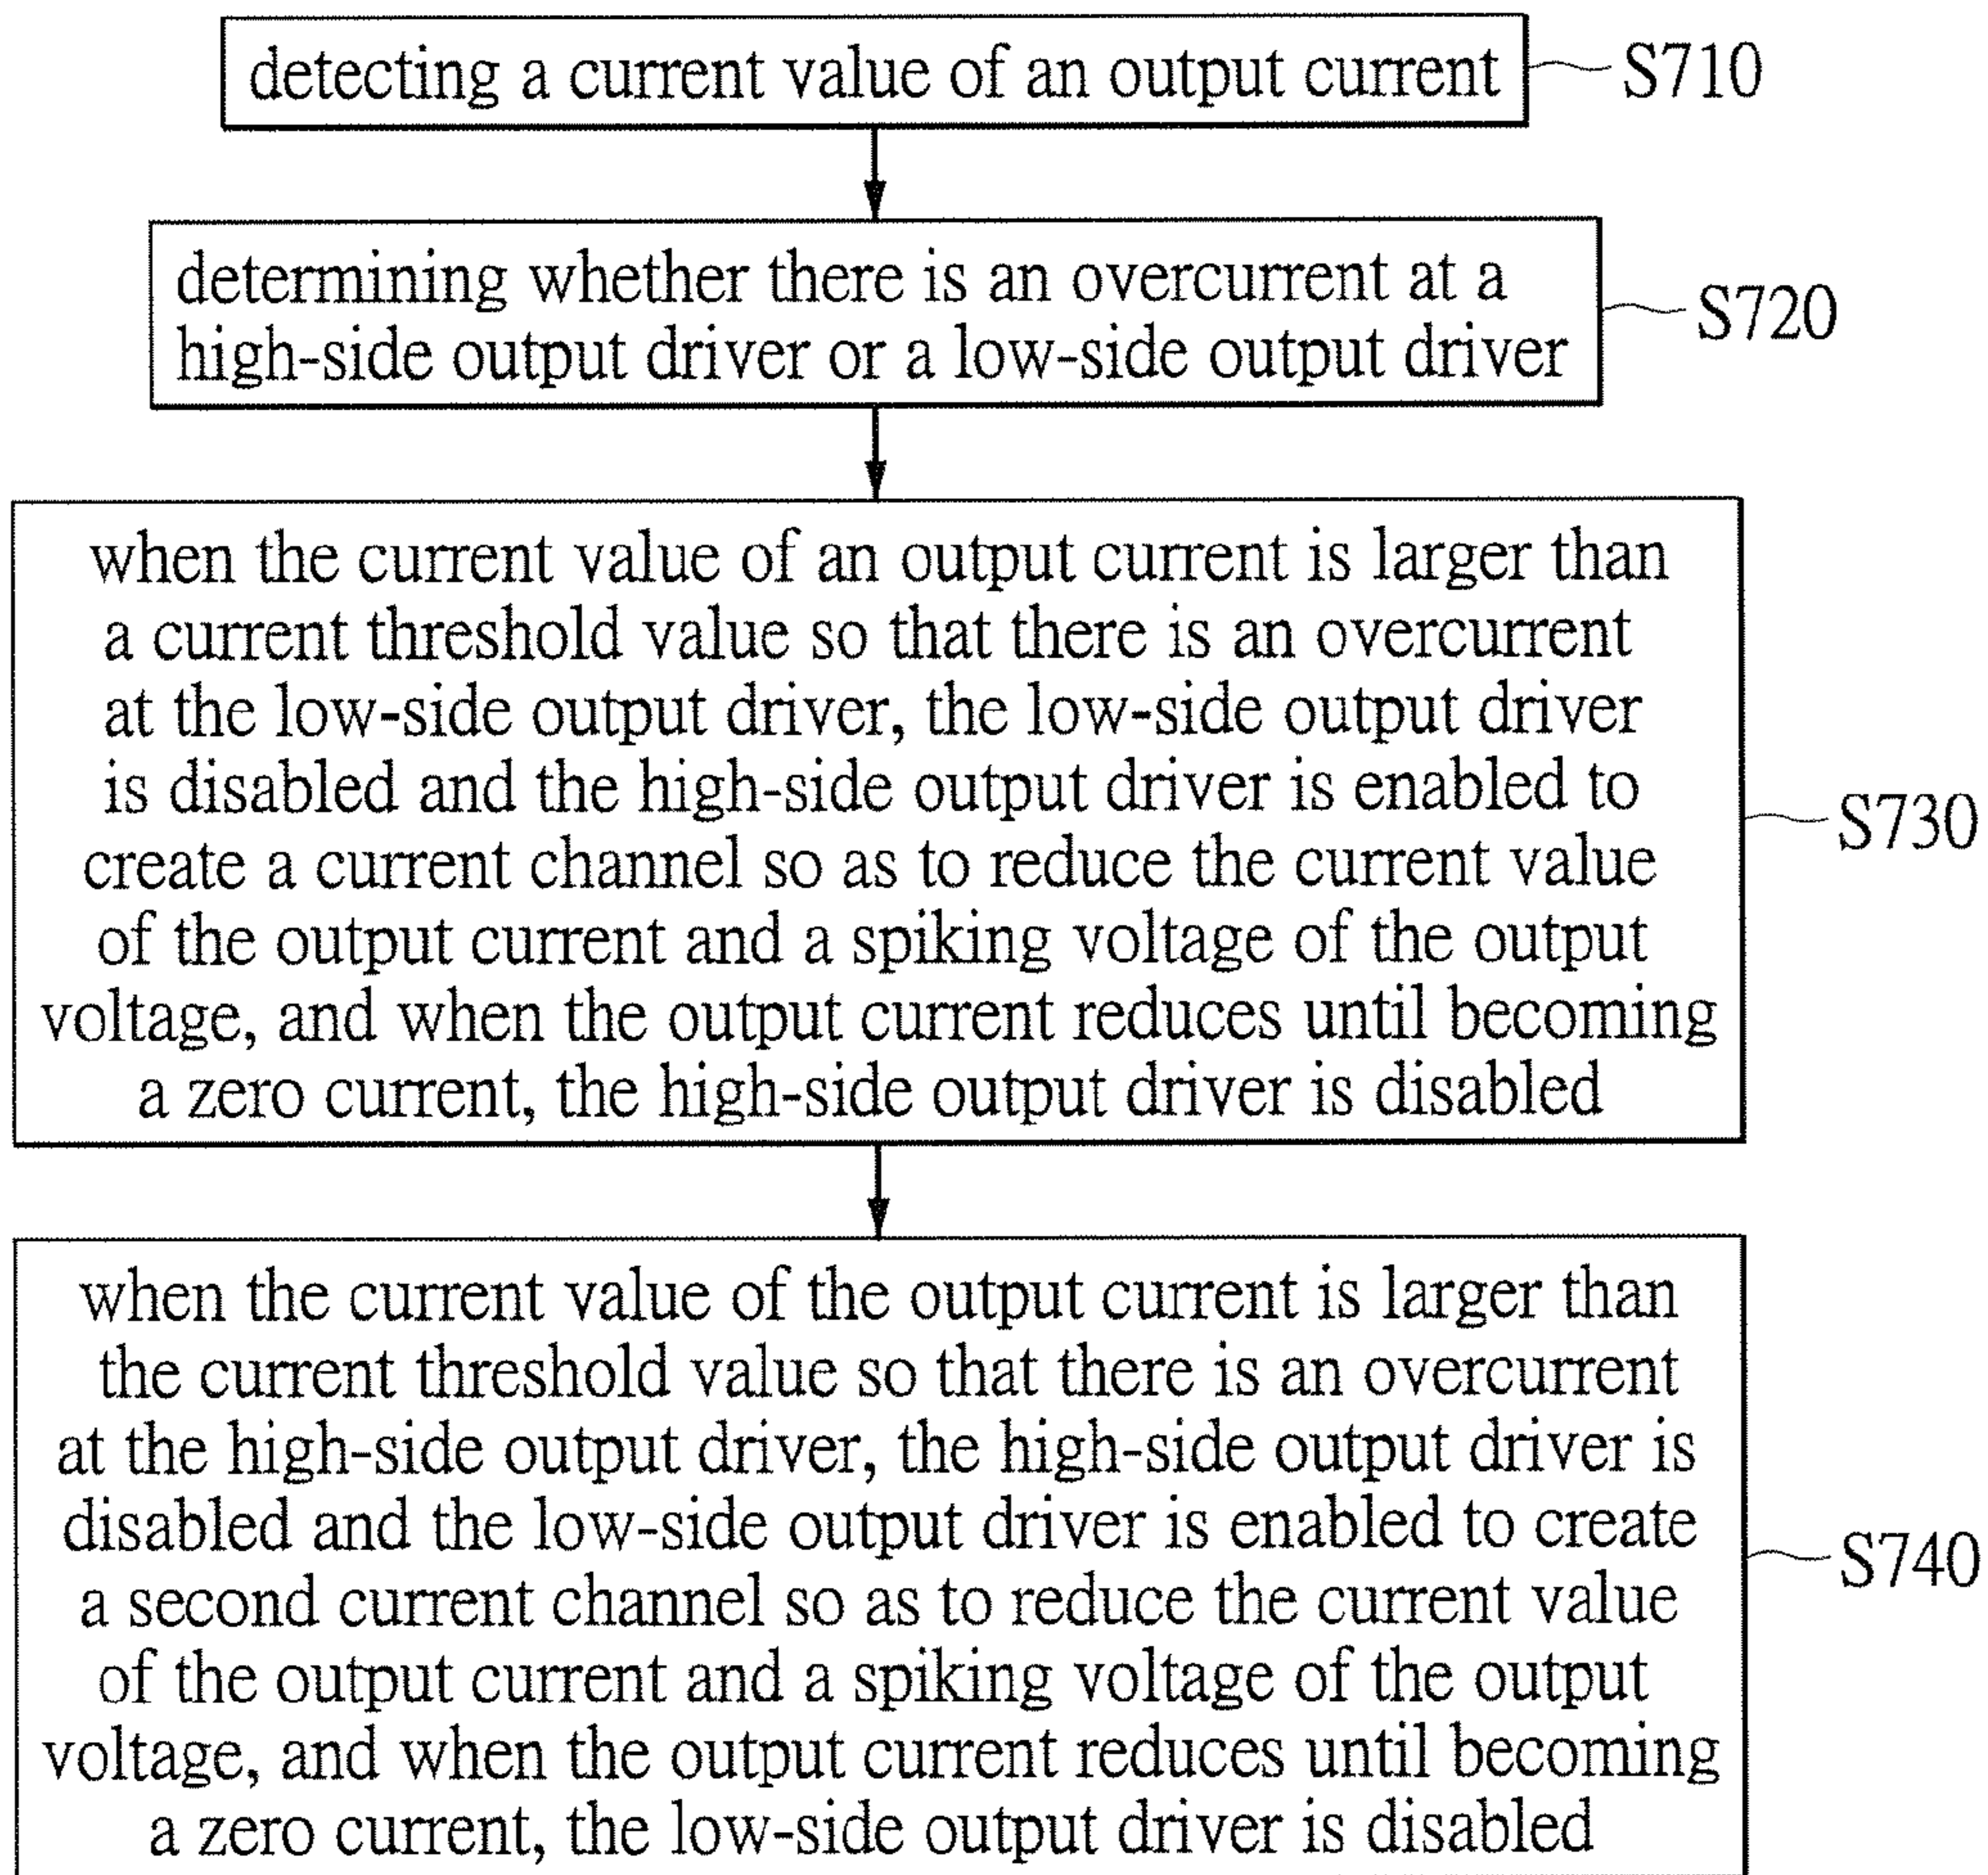 detecting a current value of an output current
S710
determining whether there is an overcurrent at a
high-side output driver or a low-side output driver
S720
when the current value of an output current is larger than
a current threshold value so that there is an overcurrent
at the low-side output driver, the low-side output driver
is disabled and the high-side output driver is enabled to
create a current channel so as to reduce the current value
of the output current and a spiking voltage of the output
voltage, and when the output current reduces until becoming
a zero current, the high-side output driver is disabled
S730
when the current value of the output current is larger than
the current threshold value so that there is an overcurrent
at the high-side output driver, the high-side output driver is
disabled and the low-side output driver is enabled to create
a second current channel so as to reduce the current value
of the output current and a spiking voltage of the output
voltage, and when the output current reduces until becoming
a zero current, the low-side output driver is disabled
S740